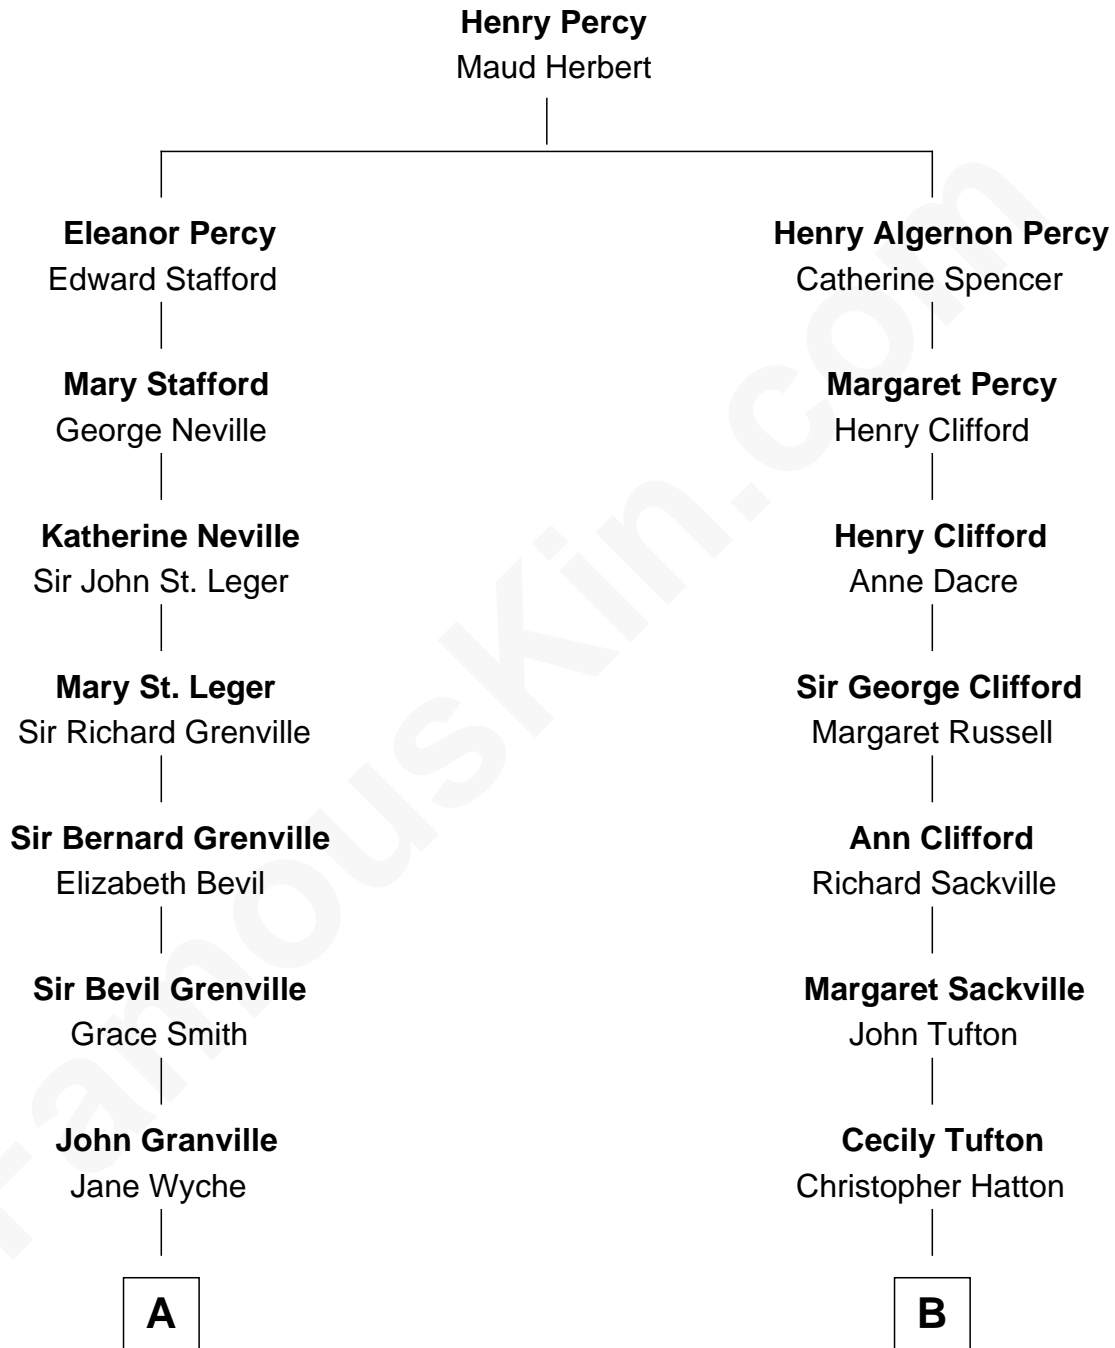 Henry Percy
Maud Herbert
Eleanor Percy
Edward Stafford
Henry Algernon Percy
Catherine Spencer
Mary Stafford
George Neville
Margaret Percy
Henry Clifford
Katherine Neville
Sir John St. Leger
Henry Clifford
Anne Dacre
Mary St. Leger
Sir Richard Grenville
Sir George Clifford
Margaret Russell
Sir Bernard Grenville
Elizabeth Bevil
Ann Clifford
Richard Sackville
Sir Bevil Grenville
Grace Smith
Margaret Sackville
John Tufton
John Granville
Jane Wyche
Cecily Tufton
Christopher Hatton
A
B
FamousKin.com